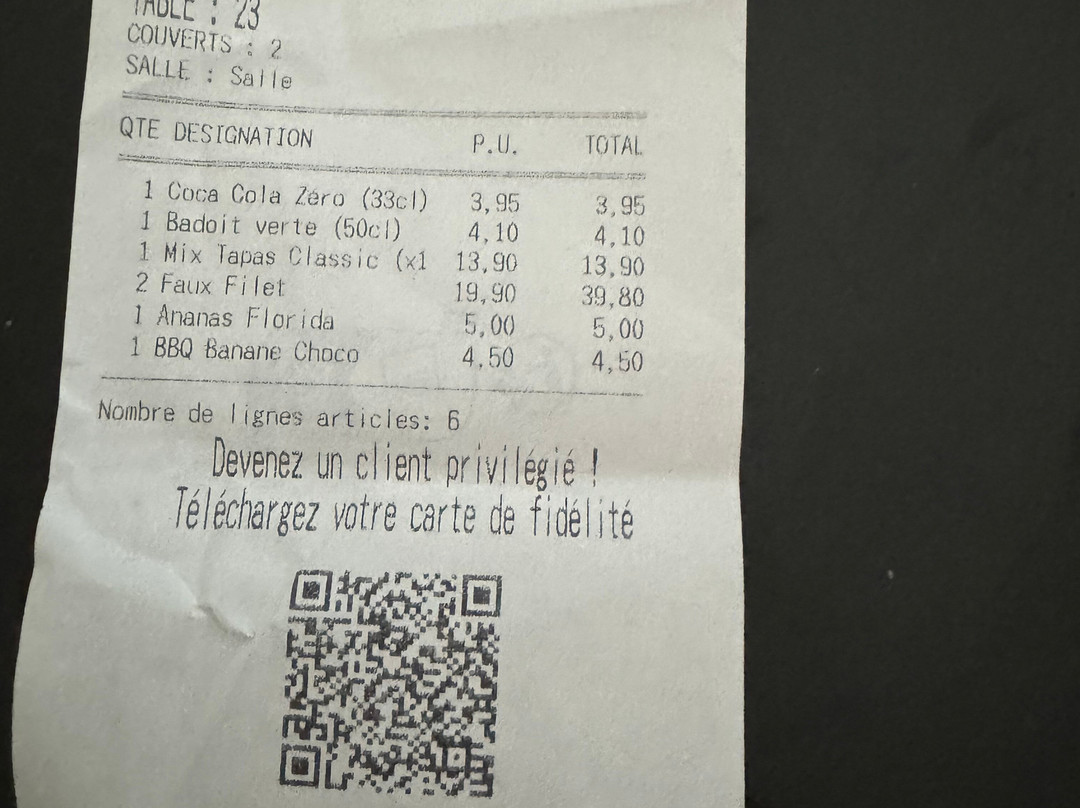 TABLE : 23
COUVERTS : 2
SALLE : Salle
QTE DESIGNATION P.U. TOTAL
1 Coca Cola Zéro (33cl) 3,95 3,95
1 Badoit verte (50cl) 4,10 4,10
1 Mix Tapas Classic (x1 13,90 13,90
2 Faux Filet 19,90 39,80
1 Ananas Florida 5,00 5,00
1 BBQ Banane Choco 4,50 4,50
Nombre de lignes articles: 6
Devenez un client privilégié !
Téléchargez votre carte de fidélité